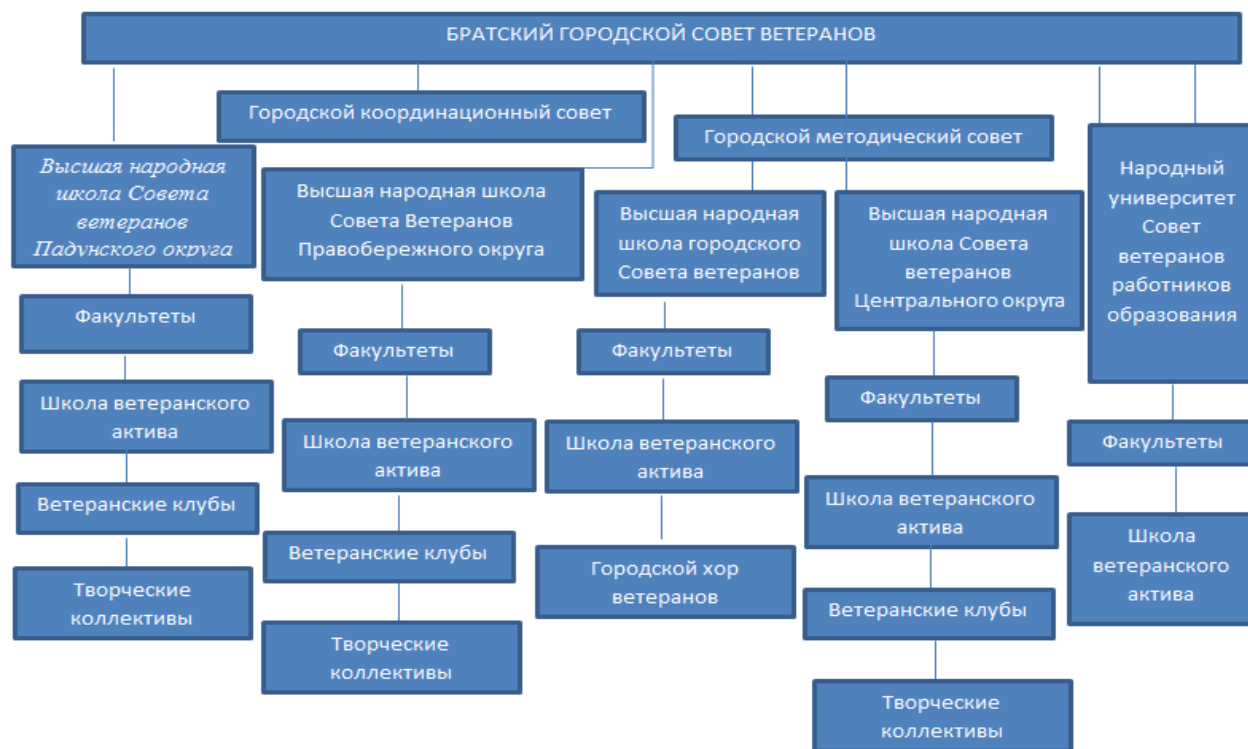 БРАТСКИЙ ГОРОДСКОЙ СОВЕТ ВЕТЕРАНОВ
Городской координационный совет
Городской методический совет
Высшая народная
школа Совета
ветеранов
Падунского округа
Факультеты
Школа ветеранского
актива
Ветеранские клубы
Творческие
коллективы
Высшая народная школа
Совета Ветеранов
Правобережного округа
Факультеты
Школа ветеранского
актива
Ветеранские клубы
Творческие
коллективы
Высшая народная
школа городского
Совета ветеранов
Факультеты
Школа ветеранского
актива
Городской хор
ветеранов
Высшая народная
школа Совета
ветеранов
Центрального округа
Факультеты
Школа ветеранского
актива
Ветеранские клубы
Творческие
коллективы
Народный
университет
Совет
ветеранов
работников
образования
Факультеты
Школа
ветеранского
актива